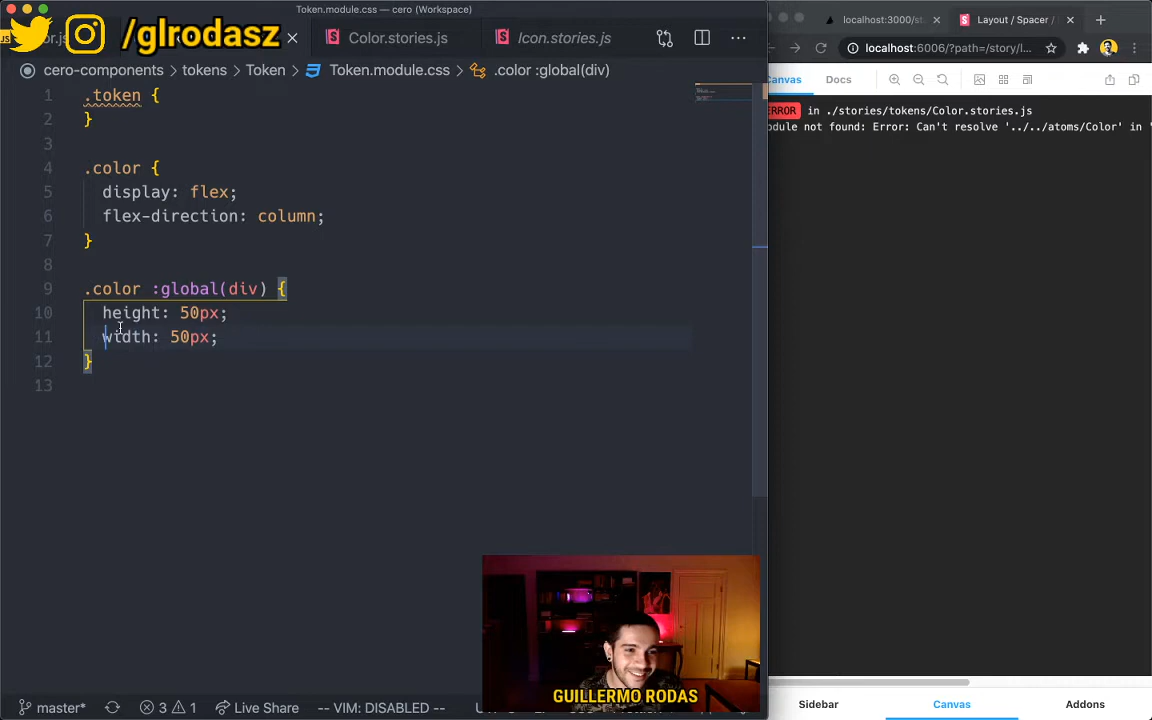 Token.module.css — cero (Workspace)
/glrodasz
JS or.js
Color.stories.js
Icon.stories.js
cero-components > tokens > Token > Token.module.css > .color :global(div)
1 .token {
2 }
3
4 .color {
5 display: flex;
6 flex-direction: column;
7 }
8
9 .color :global(div) {
10 height: 50px;
11 width: 50px;
12 }
13
GUILLERMO RODAS
master*
3 1
Live Share
-- VIM: DISABLED --
localhost:3000/s
Layout / Spacer /
localhost:6006/?path=/story/l...
Canvas
Docs
ERROR in ./stories/tokens/Color.stories.js
odule not found: Error: Can't resolve '../../atoms/Color' in '
Sidebar
Canvas
Addons